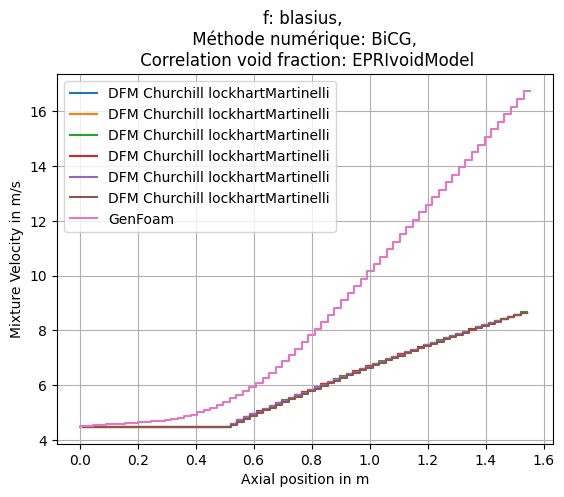 f: blasius,
Méthode numérique: BiCG,
Correlation void fraction: EPRIvoidModel
DFM Churchill lockhartMartinelli
DFM Churchill lockhartMartinelli
DFM Churchill lockhartMartinelli
DFM Churchill lockhartMartinelli
DFM Churchill lockhartMartinelli
DFM Churchill lockhartMartinelli
GenFoam
Mixture Velocity in m/s
16
14
12
10
8
6
4
0.0 0.2 0.4 0.6 0.8 1.0 1.2 1.4 1.6
Axial position in m